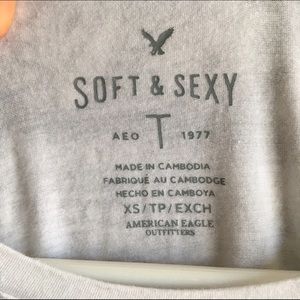 SOFT & SEXY
AEO T 1977
MADE IN CAMBODIA
FABRIQUÉ AU CAMBODGE
HECHO EN CAMBOYA
XS/TP/EXCH
AMERICAN EAGLE
OUTFITTERS